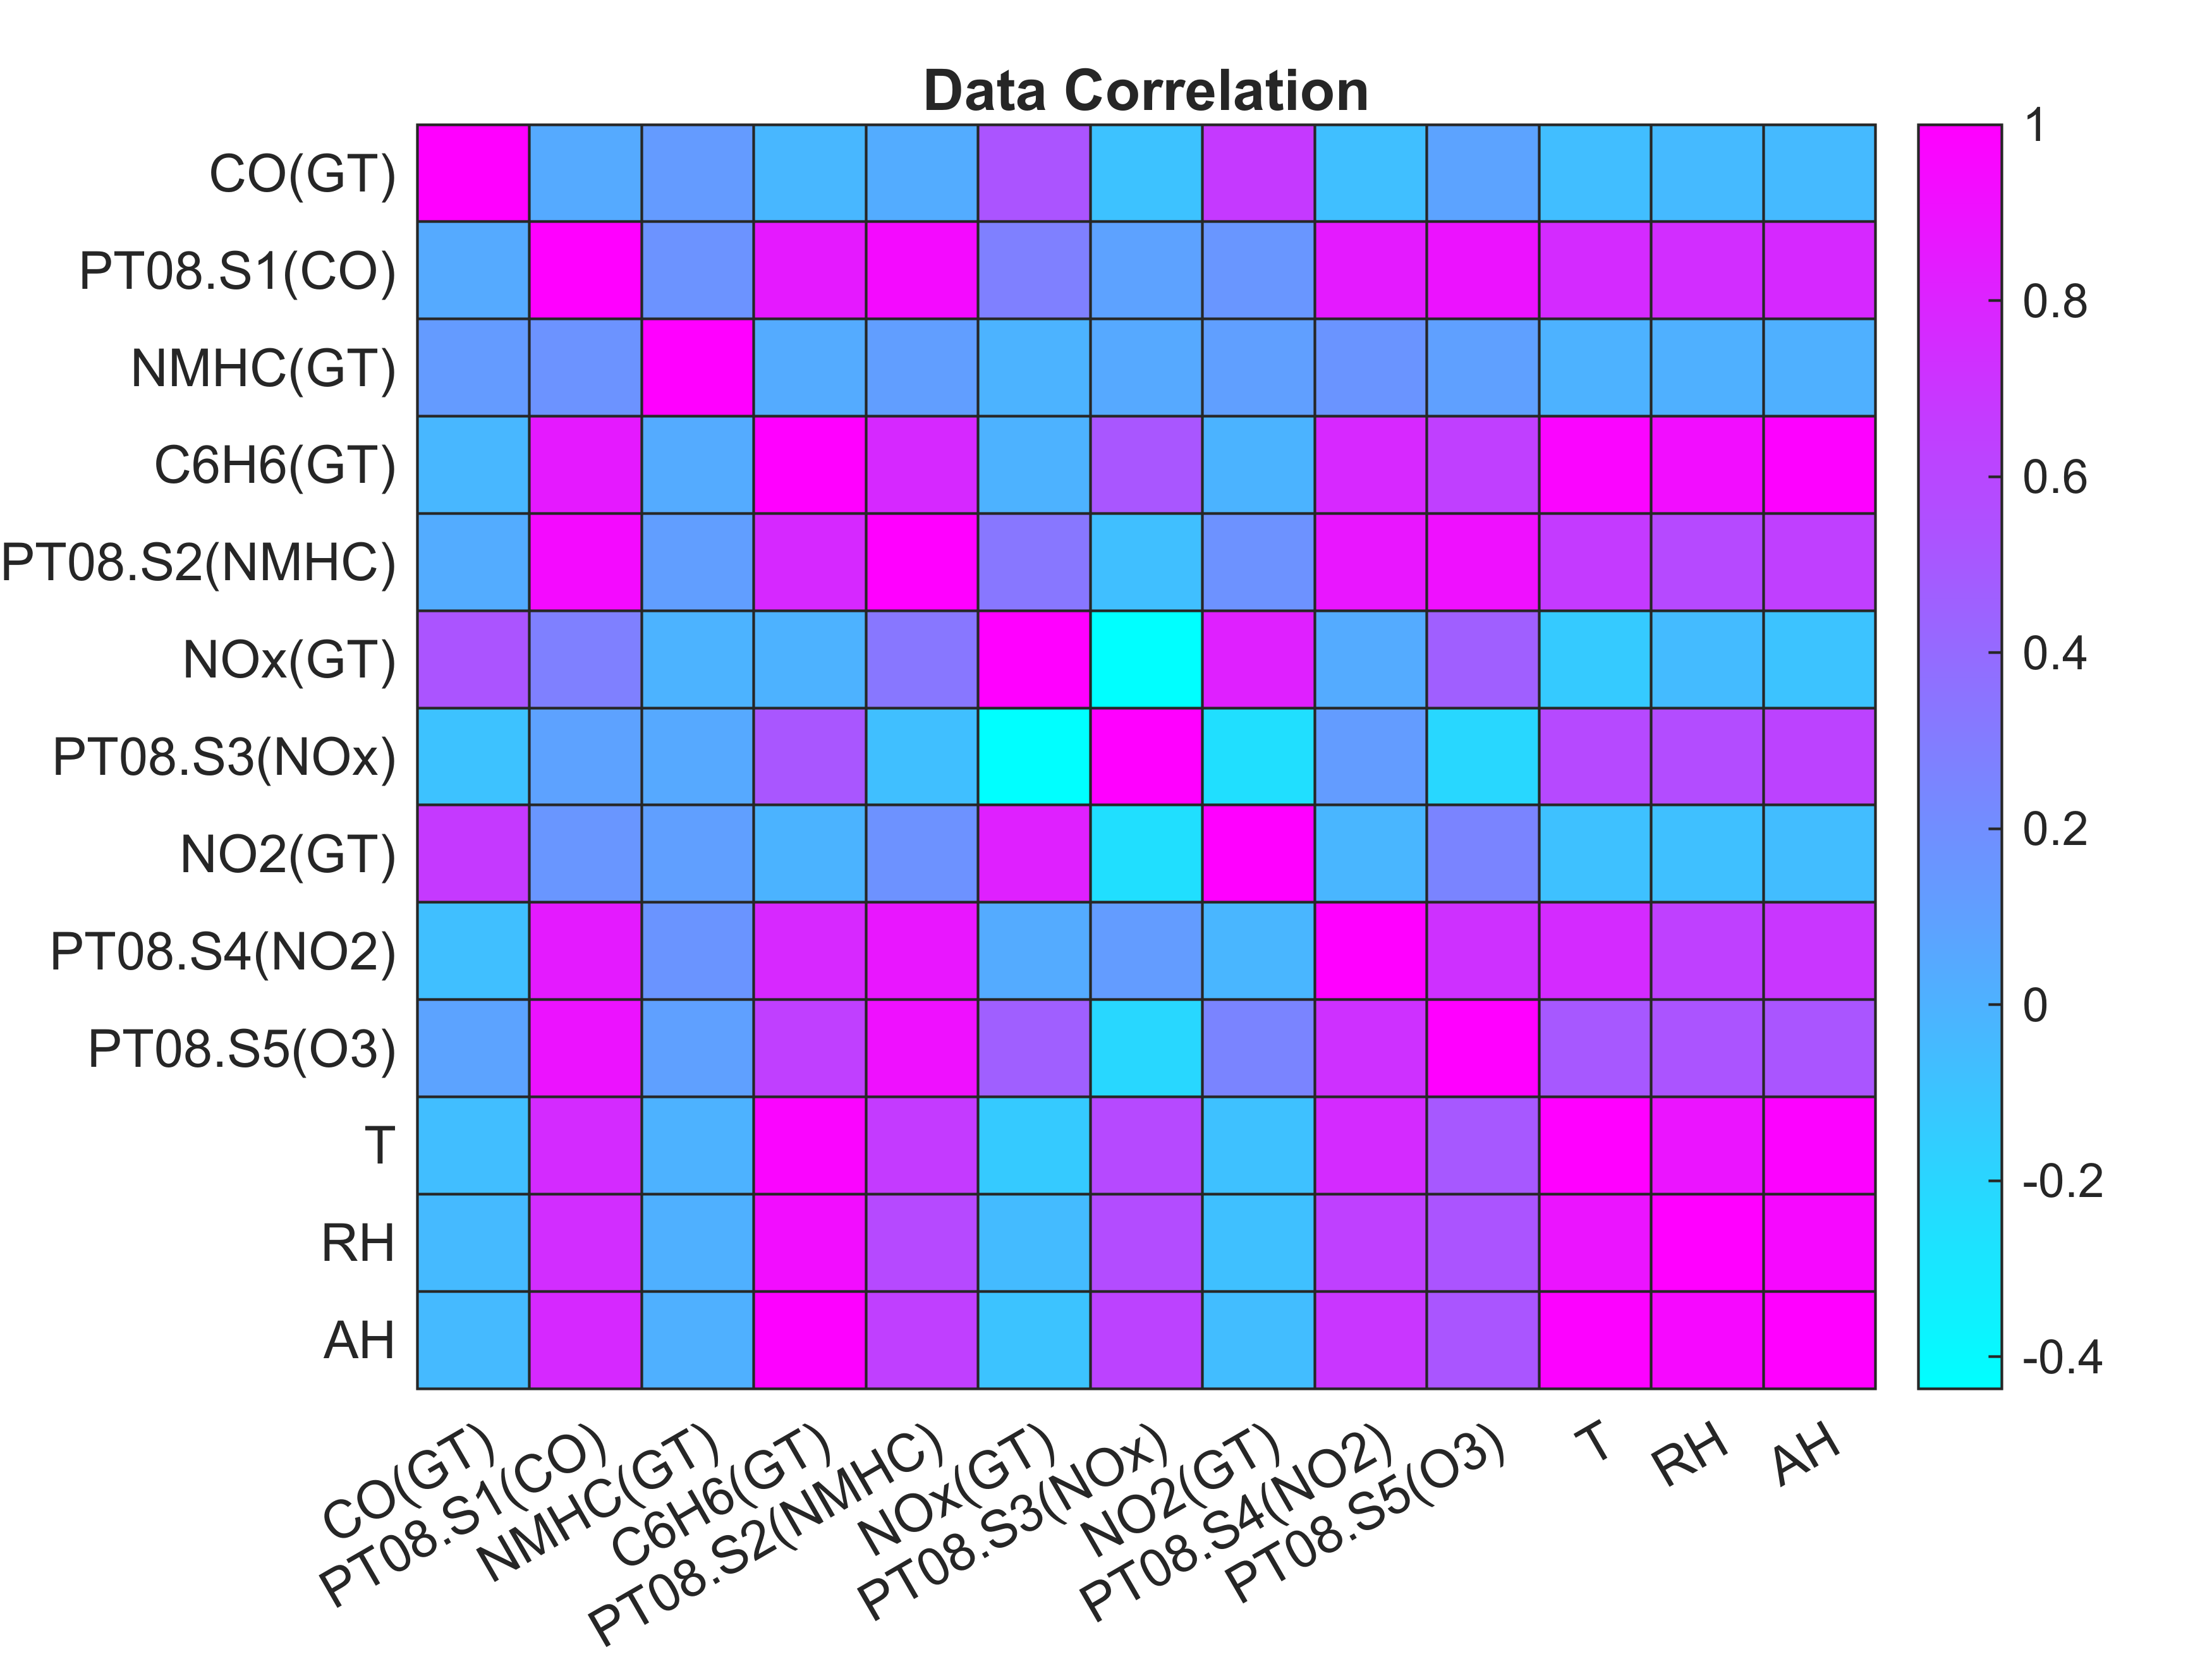 Data Correlation
CO(GT)
PT08.S1(CO)
NMHC(GT)
C6H6(GT)
PT08.S2(NMHC)
NOx(GT)
PT08.S3(NOx)
NO2(GT)
PT08.S4(NO2)
PT08.S5(O3)
T
RH
AH
1
0.8
0.6
0.4
0.2
0
-0.2
-0.4
CO(GT)
PT08.S1(CO)
NMHC(GT)
C6H6(GT)
PT08.S2(NMHC)
NOx(GT)
PT08.S3(NOx)
NO2(GT)
PT08.S4(NO2)
PT08.S5(O3)
T
RH
AH